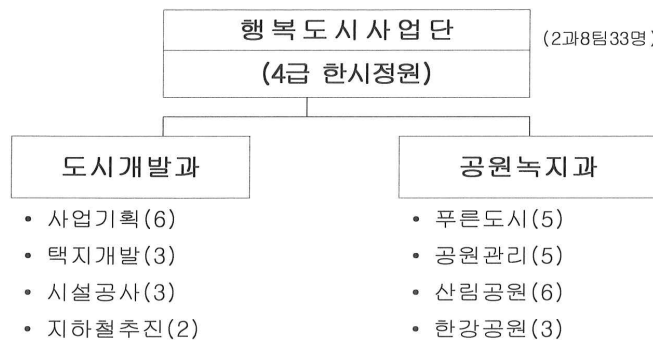 행복도시사업단
(2과8팀33명)
(4급 한시정원)
도시개발과
• 사업기획(6)
• 택지개발(3)
• 시설공사(3)
• 지하철추진(2)
공원녹지과
• 푸른도시(5)
• 공원관리(5)
• 산림공원(6)
• 한강공원(3)